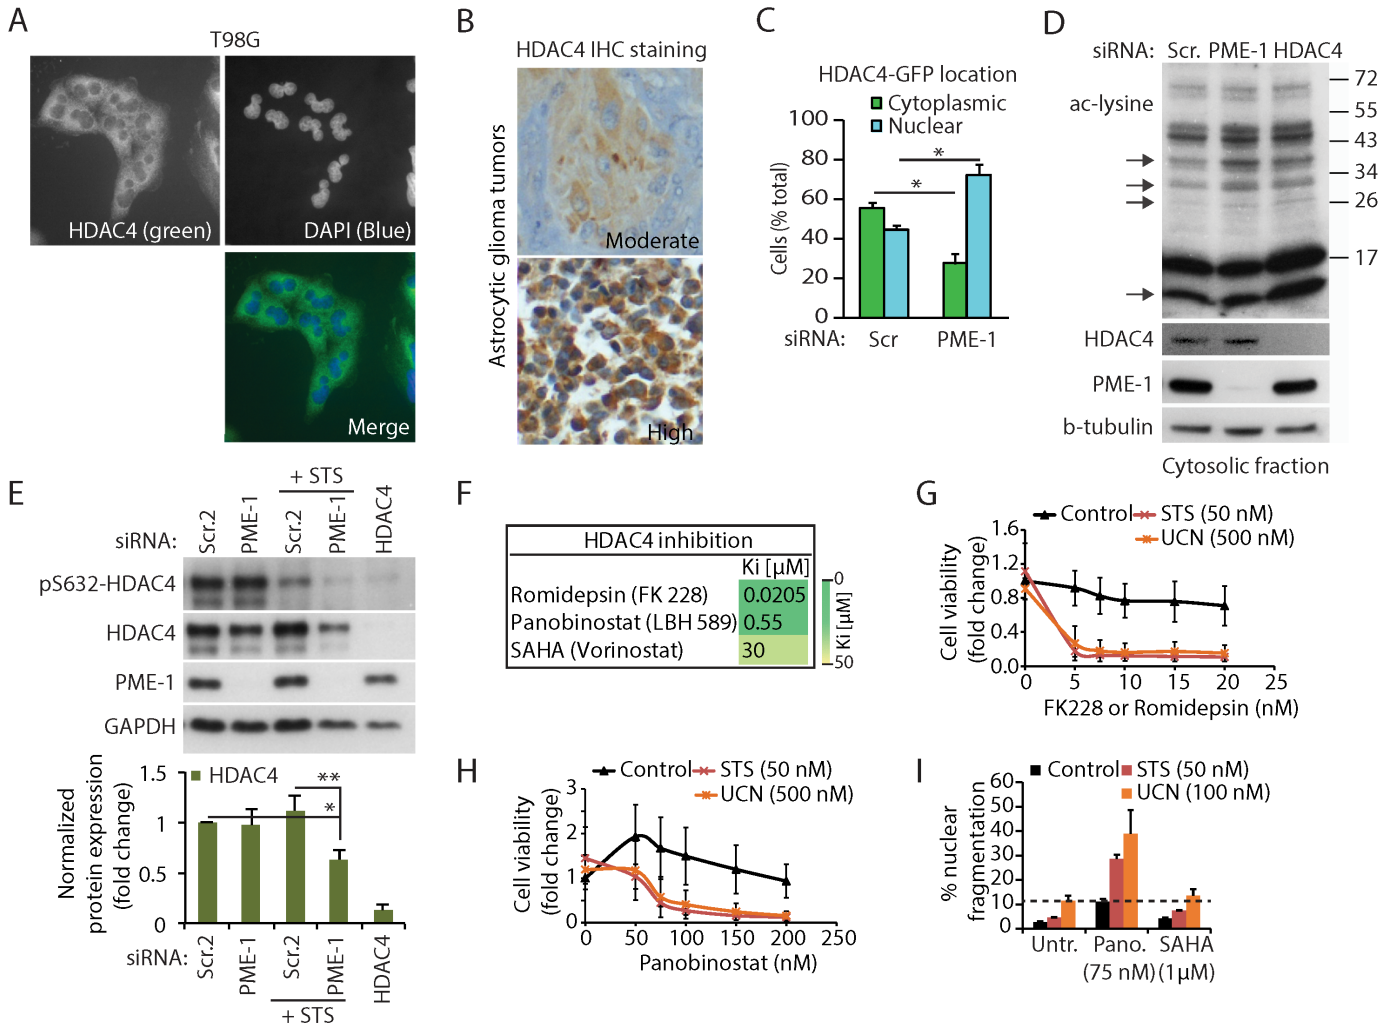 A
T98G
HDAC4 (green)
DAPI (Blue)
Merge
B
HDAC4 IHC staining
Astrocytic glioma tumors
Moderate
High
C
HDAC4-GFP location
Cytoplasmic
Nuclear
100
80
60
40
20
0
Cells (% total)
*
*
siRNA: Scr PME-1
D
siRNA: Scr. PME-1 HDAC4
ac-lysine
72
55
43
34
26
17
HDAC4
PME-1
b-tubulin
Cytosolic fraction
E
+ STS
siRNA: Scr.2 PME-1 Scr.2 PME-1 HDAC4
pS632-HDAC4
HDAC4
PME-1
GAPDH
HDAC4
Normalized
protein expression
(fold change)
1.5
1
0.5
0
**
*
siRNA: Scr.2 PME-1 Scr.2 PME-1 HDAC4
+ STS
F
HDAC4 inhibition
Ki [µM]
Romidepsin (FK 228) 0.0205
Panobinostat (LBH 589) 0.55
SAHA (Vorinostat) 30
0
Ki [µM]
50
G
Control STS (50 nM)
UCN (500 nM)
Cell viability
(fold change)
1.6
1.2
0.8
0.4
0.0
0 5 10 15 20 25
FK228 or Romidepsin (nM)
H
Control STS (50 nM)
UCN (500 nM)
Cell viability
(fold change)
3
2
1
0
0 50 100 150 200 250
Panobinostat (nM)
I
Control STS (50 nM)
UCN (100 nM)
% nuclear
fragmentation
60
50
40
30
20
10
0
Untr. Pano. SAHA
(75 nM) (1µM)